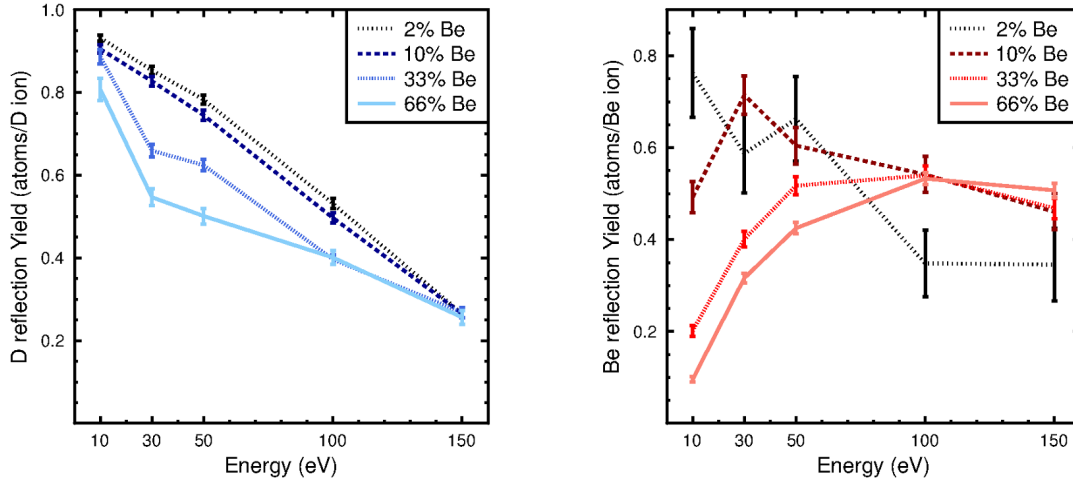 D reflection Yield (atoms/D ion)
1.0
0.8
0.6
0.4
0.2
10 30 50 100 150
Energy (eV)
2% Be
10% Be
33% Be
66% Be
Be reflection Yield (atoms/Be ion)
0.8
0.6
0.4
0.2
10 30 50 100 150
Energy (eV)
2% Be
10% Be
33% Be
66% Be